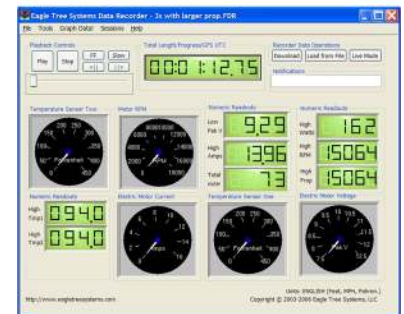 Eagle Tree Systems Data Recorder - 3s with larger prop.FDR
File Tools Graph Data! Sessions Help
Playback Controls
Total Length/Progress/GPS UTC
Recorder Data Operations
Play Stop FF Slow
00:01:12.75
Download Load from File Live Mode
Notifications
Temperature Sensor Two
Motor RPM
Numeric Readouts
Numeric Readouts
Low Pak V 9.29
High Watts 162
High Amps 13.96
High RPM 15064
Total 73
High Prop 15064
Fahrenheit
RPM
Numeric Readouts
Electric Motor Current
Temperature Sensor One
Electric Motor Voltage
High Tmp1 094.0
High Tmp2 094.0
Amps
Fahrenheit
Pak V
Units: ENGLISH (Feet, MPH, Fahren.)
http://www.eagletreesystems.com
Copyright © 2003-2006 Eagle Tree Systems, LLC